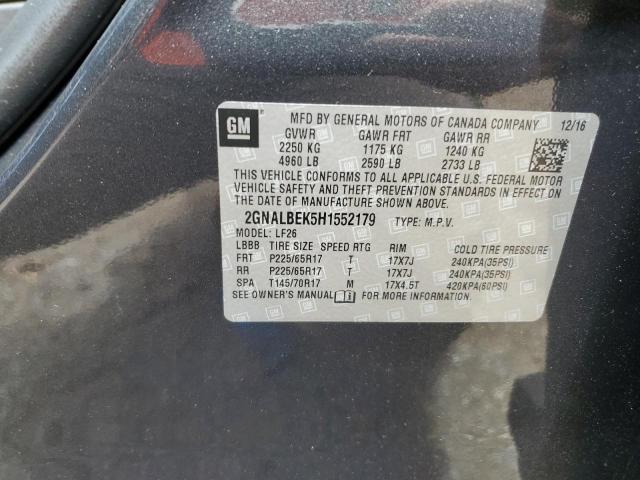 GM
MFD BY GENERAL MOTORS OF CANADA COMPANY 12/16
GVWR GAWR FRT GAWR RR
2250 KG 1175 KG 1240 KG
4960 LB 2590 LB 2733 LB
THIS VEHICLE CONFORMS TO ALL APPLICABLE U.S. FEDERAL MOTOR
VEHICLE SAFETY AND THEFT PREVENTION STANDARDS IN EFFECT ON
THE DATE OF MANUFACTURE SHOWN ABOVE.
2GNALBEK5H1552179 TYPE: M.P.V.
MODEL: LF26
LBBB TIRE SIZE SPEED RTG RIM COLD TIRE PRESSURE
FRT P225/65R17 T 17X7J 240KPA(35PSI)
RR P225/65R17 T 17X7J 240KPA(35PSI)
SPA T145/70R17 M 17X4.5T 420KPA(60PSI)
SEE OWNER'S MANUAL FOR MORE INFORMATION.